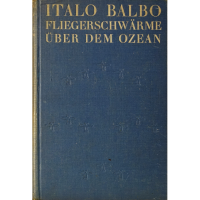 ITALO BALBO
FLIEGERSCHWÄRME
ÜBER DEM OZEAN